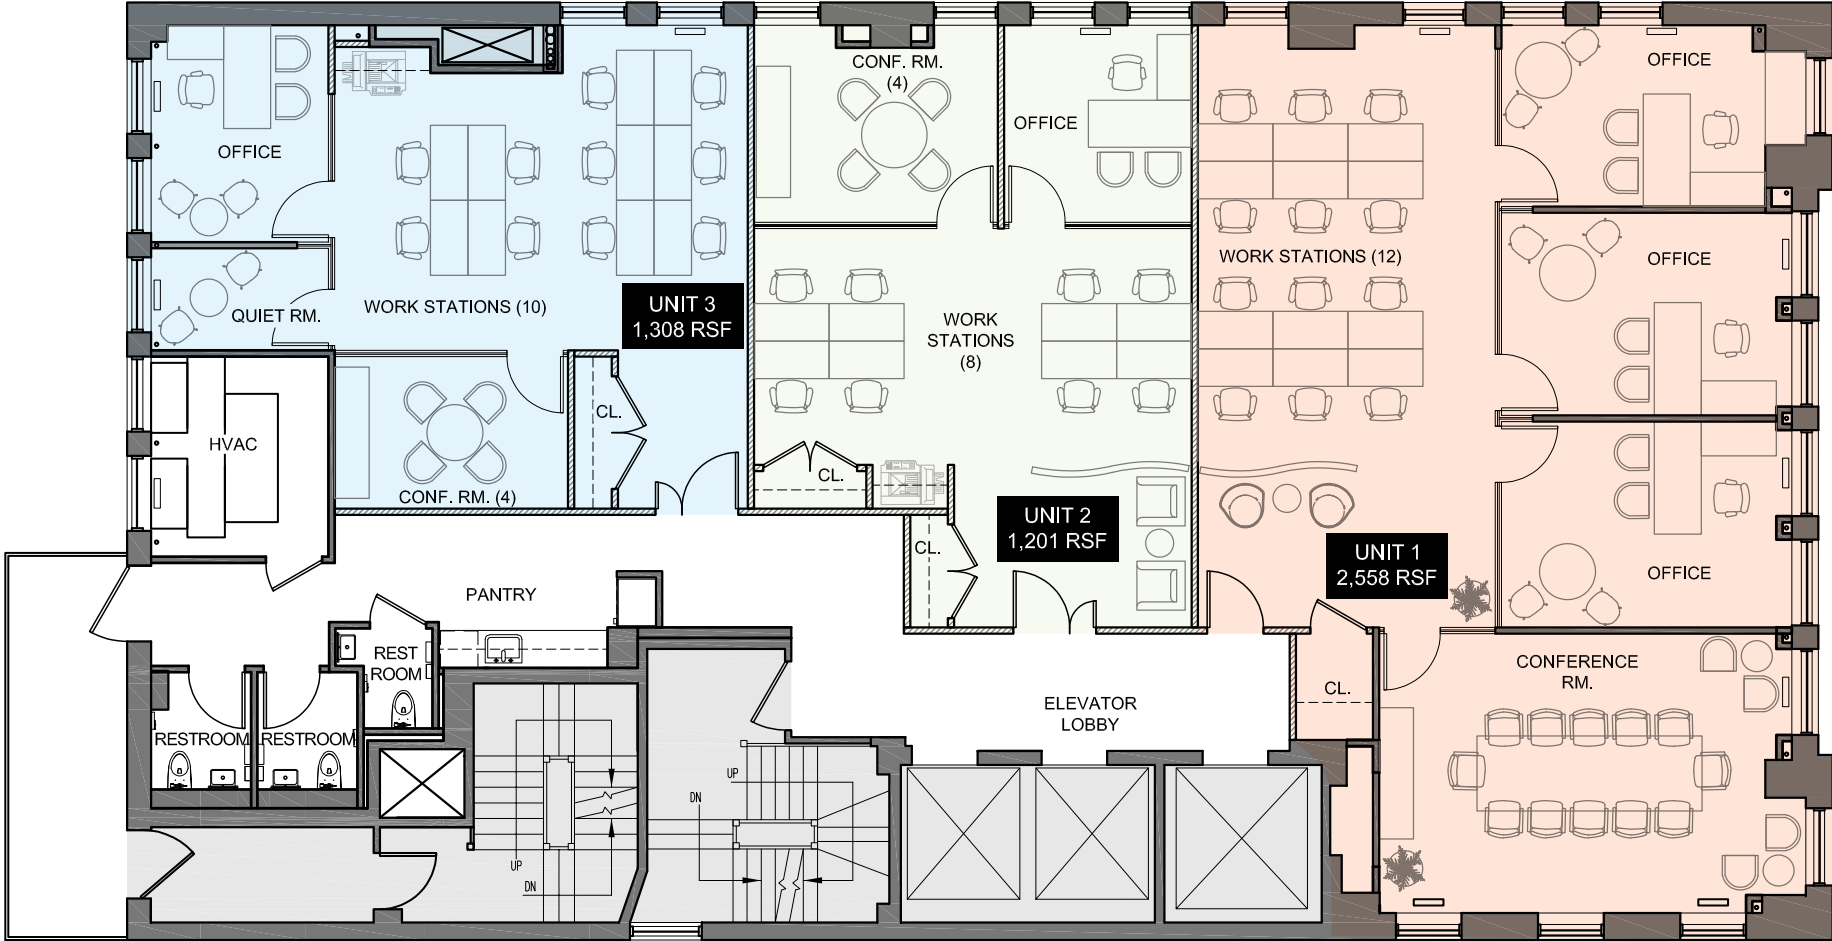 OFFICE
QUIET RM.
WORK STATIONS (10)
UNIT 3
1,308 RSF
CONF. RM. (4)
CL.
HVAC
CONF. RM.
(4)
OFFICE
WORK
STATIONS
(8)
CL.
CL.
UNIT 2
1,201 RSF
WORK STATIONS (12)
OFFICE
OFFICE
OFFICE
UNIT 1
2,558 RSF
CONFERENCE
RM.
CL.
PANTRY
REST
ROOM
RESTROOM
RESTROOM
ELEVATOR
LOBBY
UP
DN
UP
DN